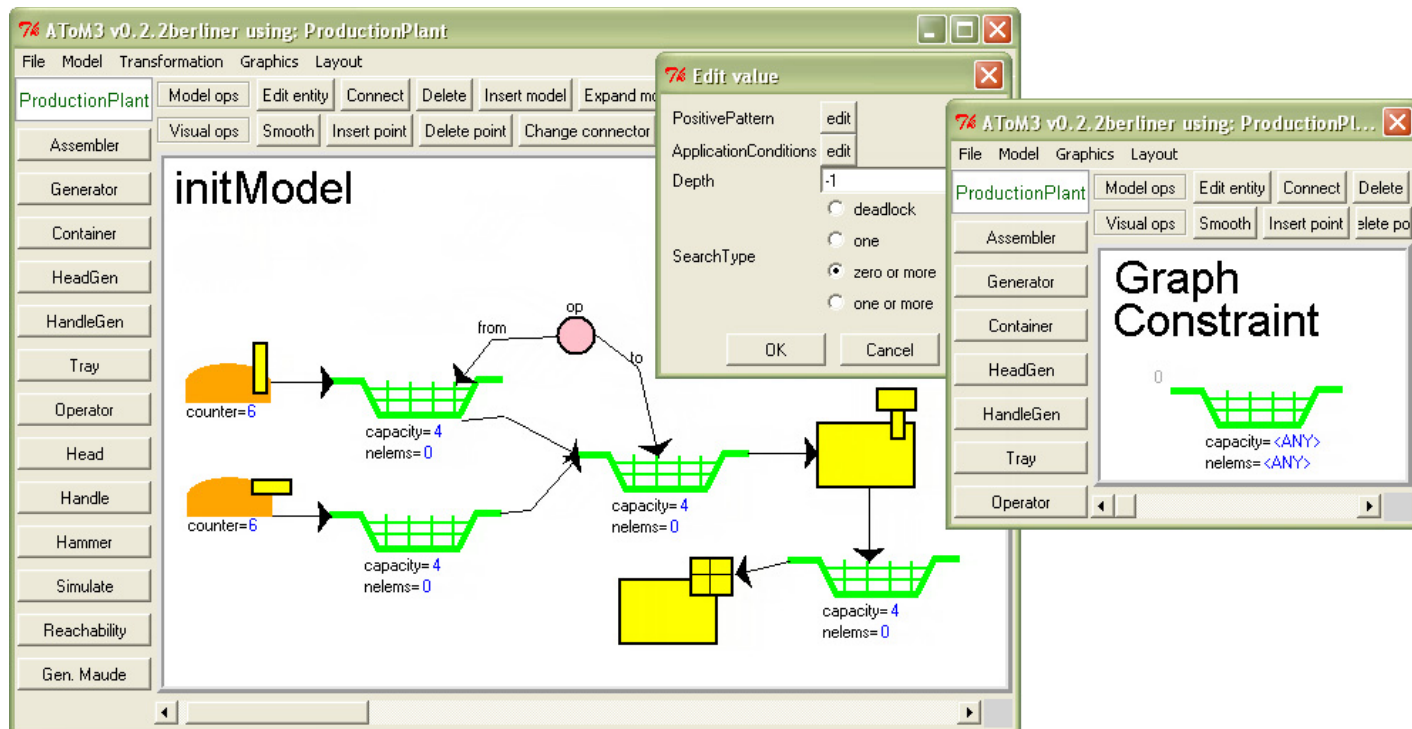 AToM3 v0.2.2berliner using: ProductionPlant
File Model Transformation Graphics Layout
ProductionPlant
Model ops Edit entity Connect Delete Insert model Expand
Visual ops Smooth Insert point Delete point Change connector
Assembler
Generator
Container
HeadGen
HandleGen
Tray
Operator
Head
Handle
Hammer
Simulate
Reachability
Gen. Maude
initModel
op
from
to
counter=6
capacity= 4
nelems= 0
counter=6
capacity= 4
nelems= 0
capacity= 4
nelems= 0
capacity= 4
nelems= 0
Edit value
PositivePattern edit
ApplicationConditions edit
Depth -1
SearchType
deadlock
one
zero or more
one or more
OK Cancel
AToM3 v0.2.2berliner using: ProductionPl...
File Model Graphics Layout
ProductionPlant
Model ops Edit entity Connect Delete
Visual ops Smooth Insert point elete po
Assembler
Generator
Container
HeadGen
HandleGen
Tray
Operator
Graph
Constraint
0
capacity= <ANY>
nelems= <ANY>